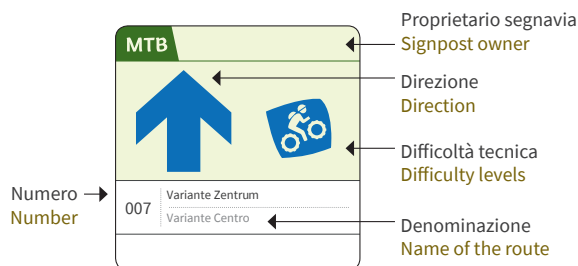 Proprietario segnavia
Signpost owner
MTB
Direzione
Direction
Difficoltà tecnica
Difficulty levels
Numero
Number
007
Variante Zentrum
Variante Centro
Denominazione
Name of the route